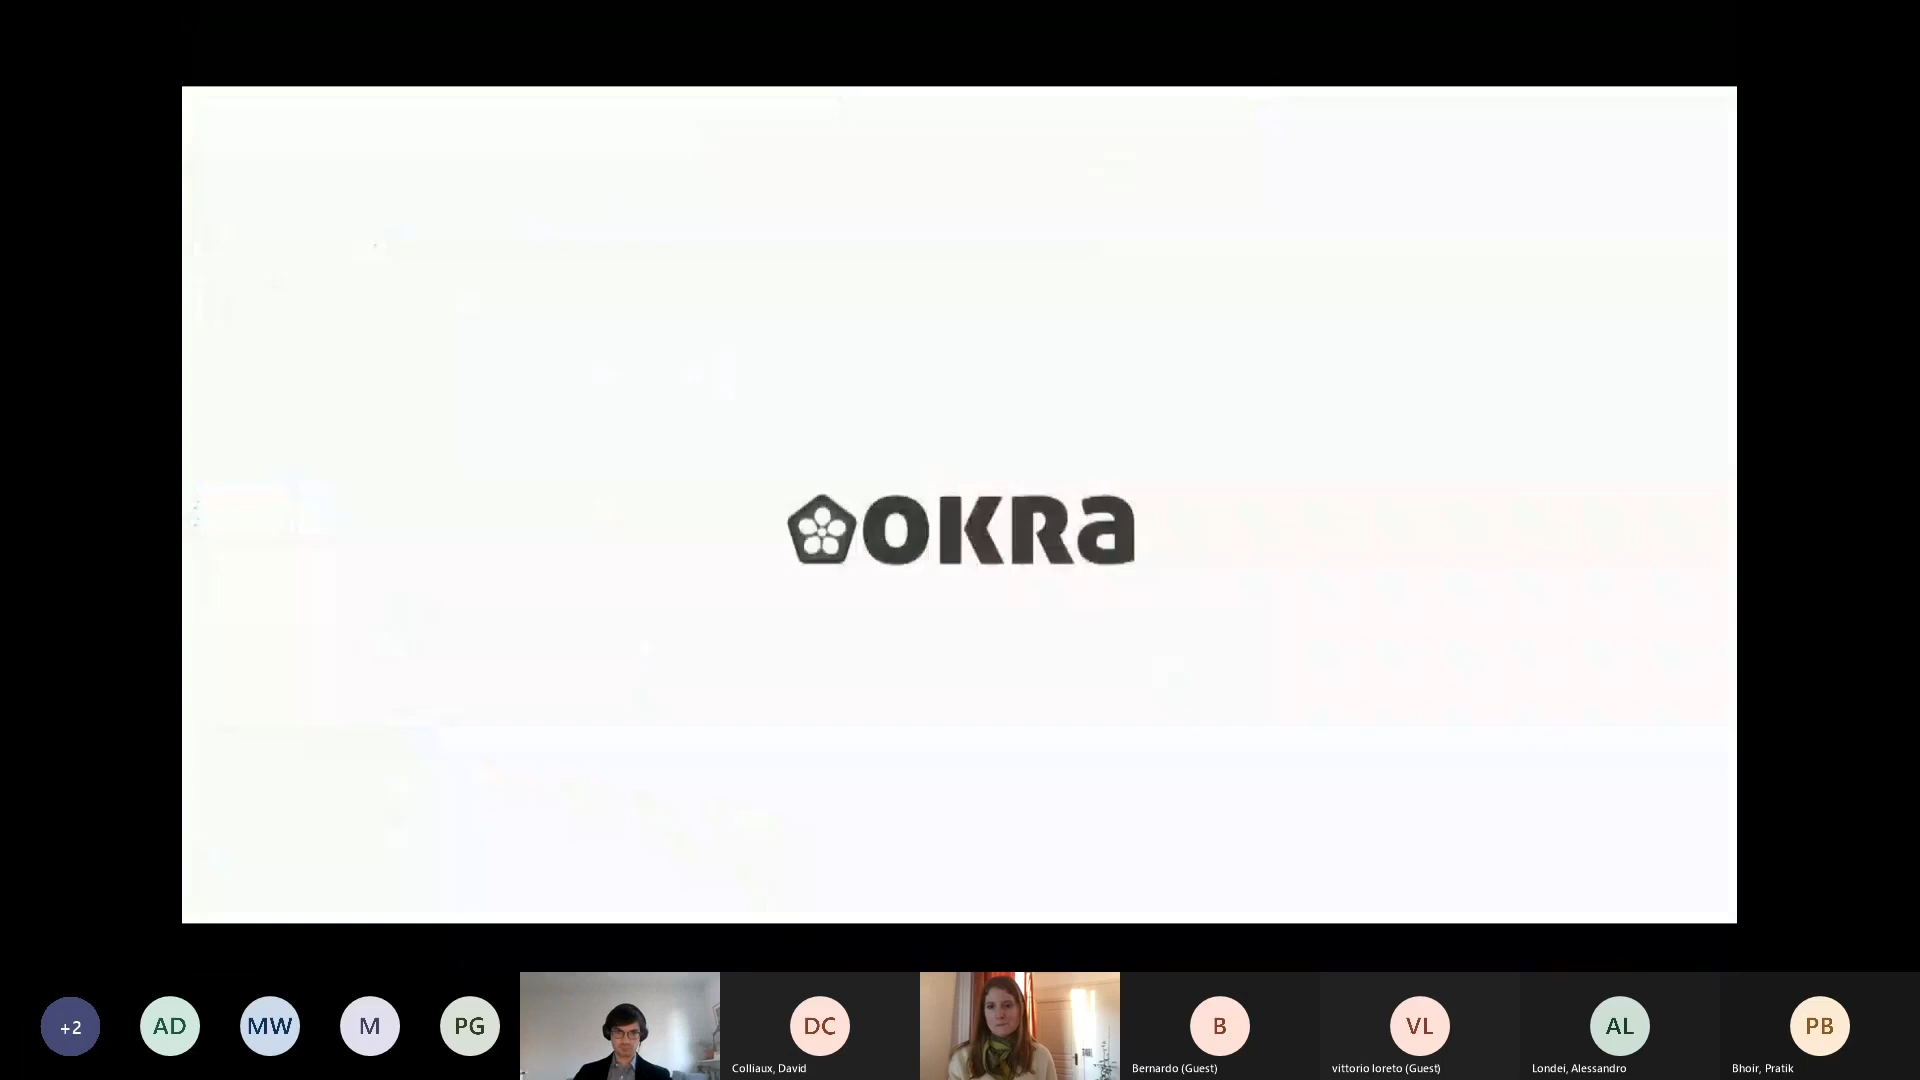 OKRa
+2
AD
MW
M
PG
DC
B
VL
AL
PB
Colliaux, David
Bernardo (Guest)
vittorio loreto (Guest)
Londei, Alessandro
Bhoir, Pratik